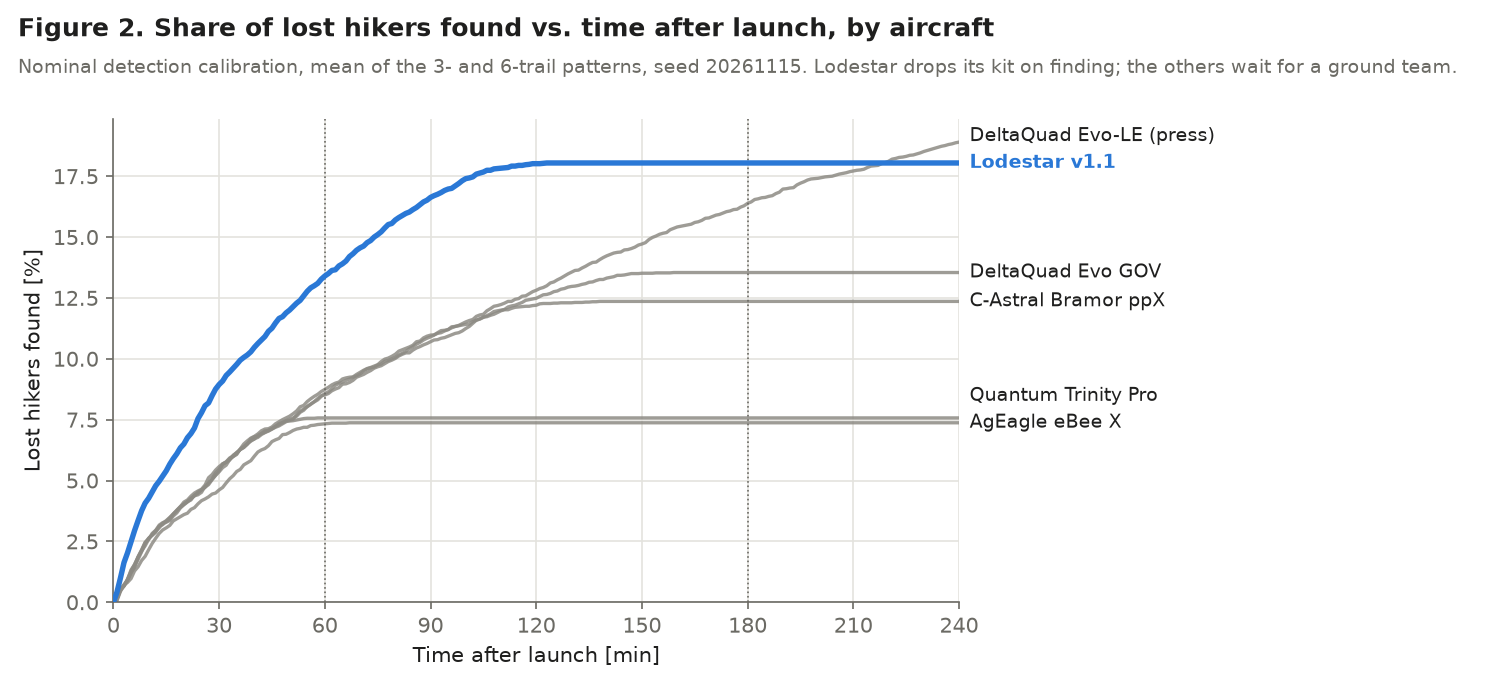 Figure 2. Share of lost hikers found vs. time after launch, by aircraft
Nominal detection calibration, mean of the 3- and 6-trail patterns, seed 20261115. Lodestar drops its kit on finding; the others wait for a ground team.
DeltaQuad Evo-LE (press)
Lodestar v1.1
17.5
15.0
DeltaQuad Evo GOV
12.5
C-Astral Bramor ppX
10.0
Quantum Trinity Pro
7.5
AgEagle eBee X
5.0
2.5
0.0
Lost hikers found [%]
0 30 60 90 120 150 180 210 240
Time after launch [min]